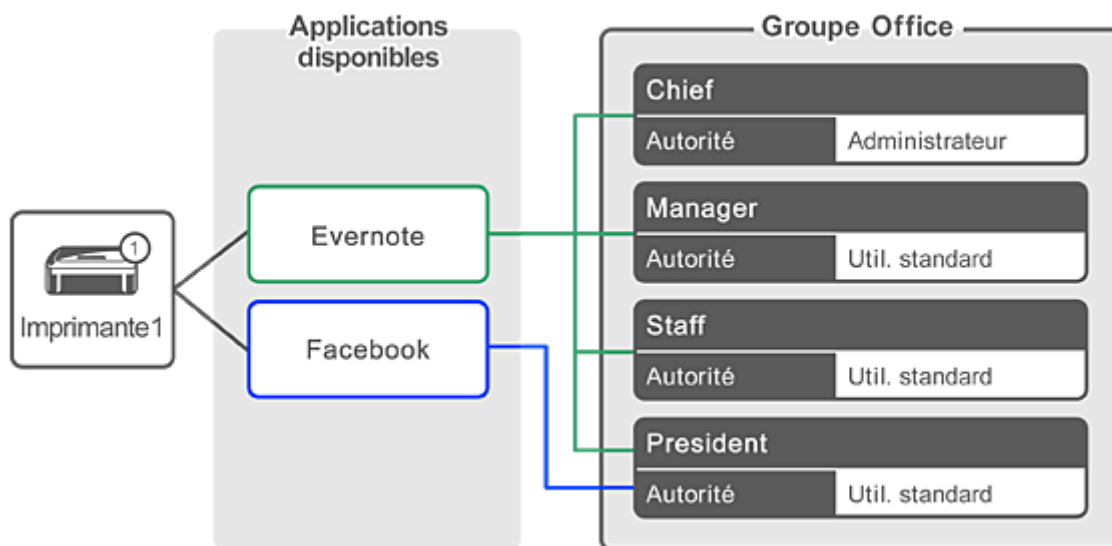 Applications
disponibles
Groupe Office
Chief
Autorité Administrateur
Manager
Autorité Util. standard
Staff
Autorité Util. standard
President
Autorité Util. standard
1
Imprimante1
Evernote
Facebook